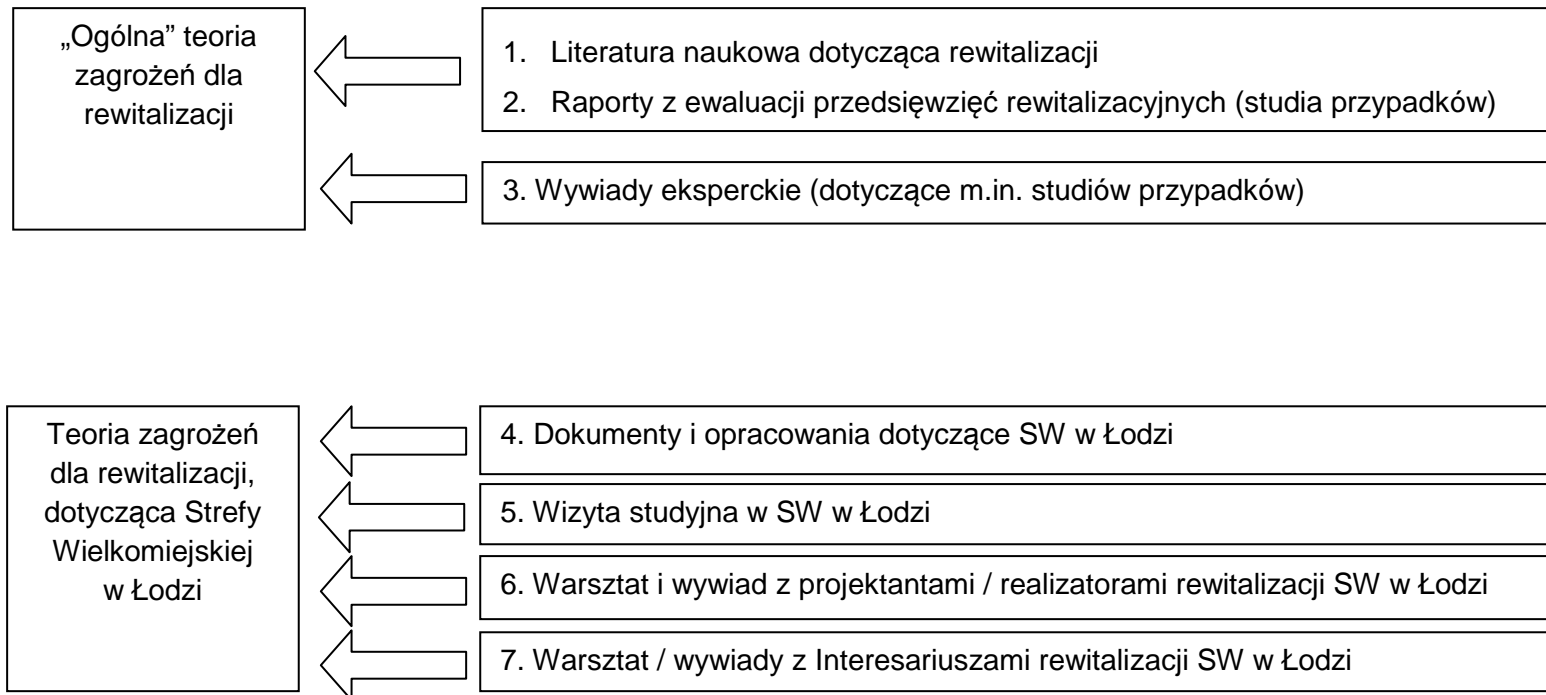 „Ogólna” teoria
zagrożeń dla
rewitalizacji
1. Literatura naukowa dotycząca rewitalizacji
2. Raporty z ewaluacji przedsięwzięć rewitalizacyjnych (studia przypadków)
3. Wywiady eksperckie (dotyczące m.in. studiów przypadków)
Teoria zagrożeń
dla rewitalizacji,
dotycząca Strefy
Wielkomiejskiej
w Łodzi
4. Dokumenty i opracowania dotyczące SW w Łodzi
5. Wizyta studyjna w SW w Łodzi
6. Warsztat i wywiad z projektantami / realizatorami rewitalizacji SW w Łodzi
7. Warsztat / wywiady z Interesariuszami rewitalizacji SW w Łodzi